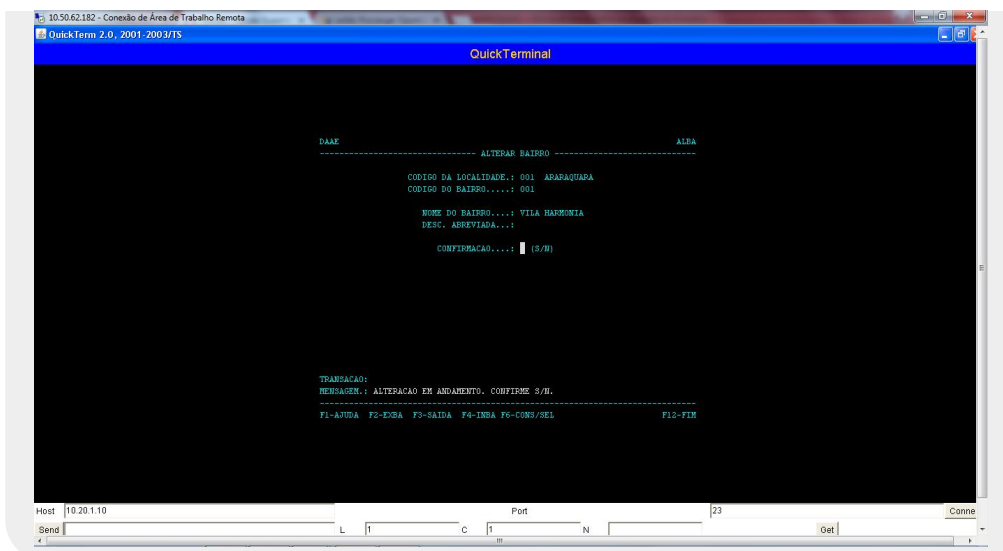 10.50.62.182 - Conexão de Área de Trabalho Remota
QuickTerm 2.0, 2001-2003/TS
QuickTerminal
DAAE ALBA
-------------------------------- ALTERAR BAIRRO -----------------------------
CODIGO DA LOCALIDADE.: 001 ARARAQUARA
CODIGO DO BAIRRO.....: 001
NOME DO BAIRRO....: VILA HARMONIA
DESC. ABREVIADA...:
CONFIRMACAO....: (S/N)
TRANSACAO:
MENSAGEM.: ALTERACAO EM ANDAMENTO. CONFIRME S/N.
F1-AJUDA F2-EXBA F3-SAIDA F4-INBA F6-CONS/SEL F12-FIM
Host 10.20.1.10 Port 23 Conne
Send L 1 C 1 N Get